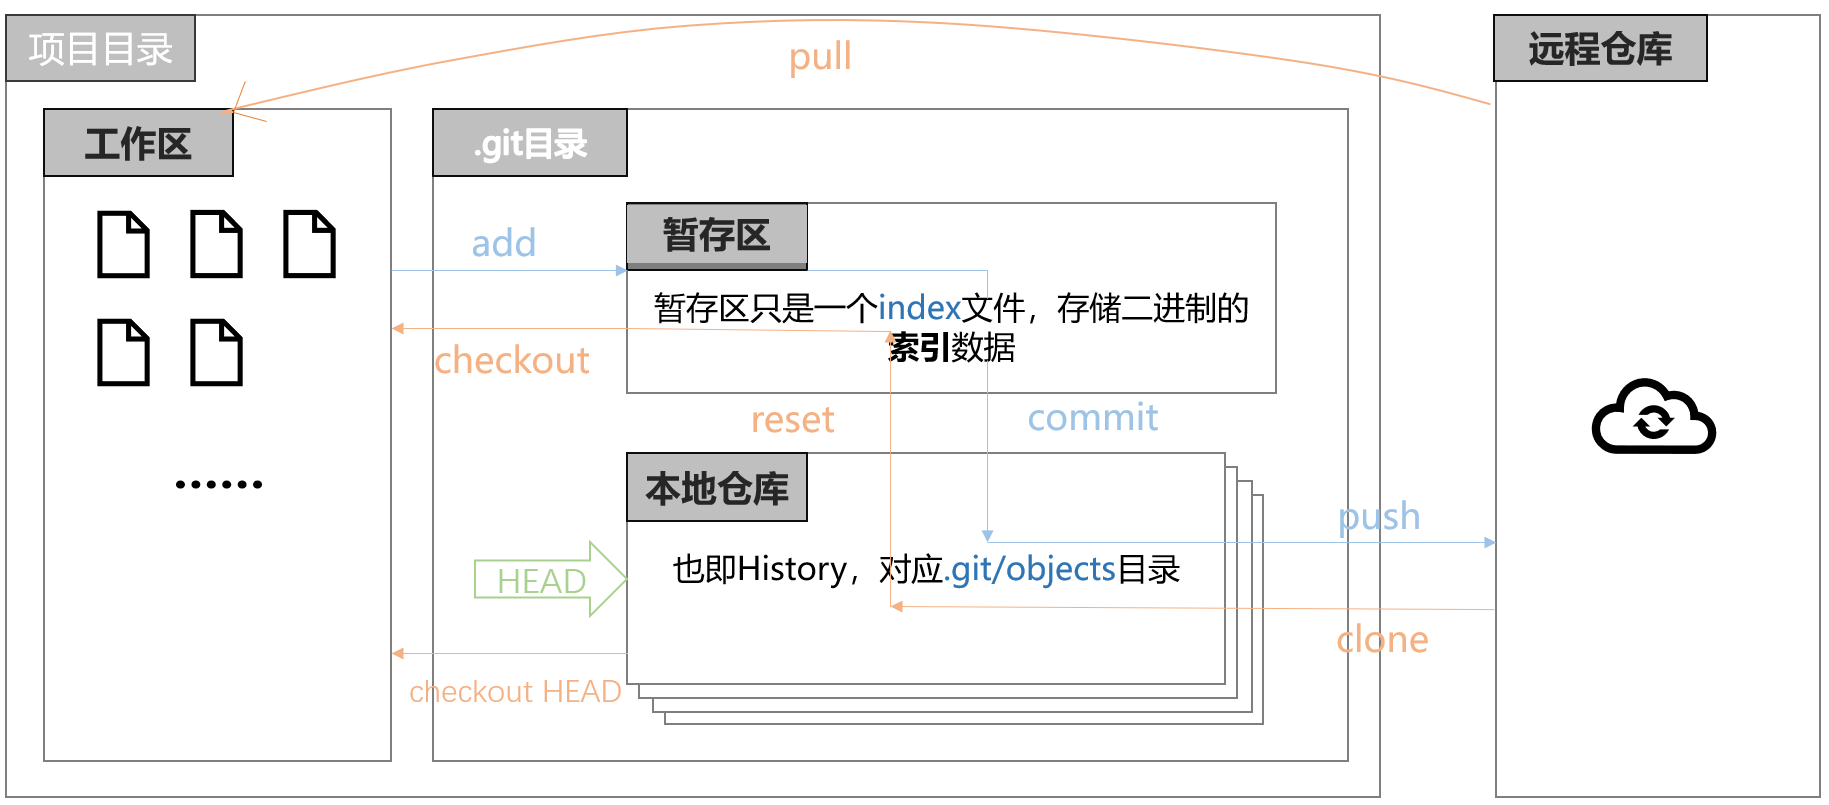 项目目录
pull
远程仓库
工作区
.git目录
add
暂存区
暂存区只是一个index文件，存储二进制的
索引数据
checkout
reset
commit
本地仓库
push
HEAD
也即History，对应.git/objects目录
clone
checkout HEAD